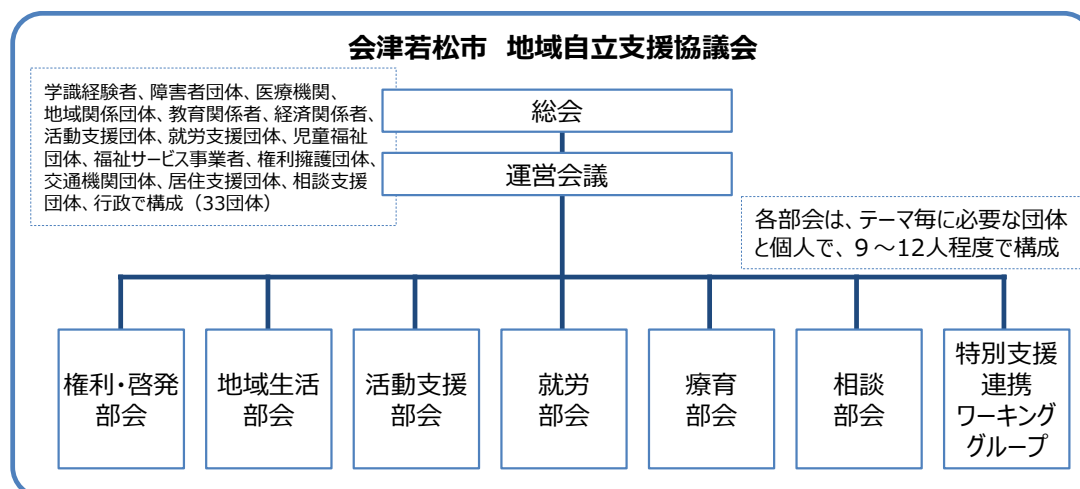 会津若松市 地域自立支援協議会
学識経験者、障害者団体、医療機関、
地域関係団体、教育関係者、経済関係者、
活動支援団体、就労支援団体、児童福祉
団体、福祉サービス事業者、権利擁護団体、
交通機関団体、居住支援団体、相談支援
団体、行政で構成（33団体）
総会
運営会議
各部会は、テーマ毎に必要な団体
と個人で、９～12人程度で構成
権利・啓発
部会
地域生活
部会
活動支援
部会
就労
部会
療育
部会
相談
部会
特別支援
連携
ワーキング
グループ